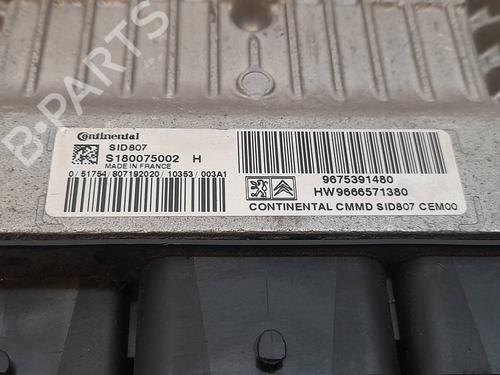 B-PARTS
Continental
SID807
S180075002 H
MADE IN FRANCE
0/51754/807192020/10353/003A1
9675391480
HW9666571380
CONTINENTAL CMMD SID807 CEM00